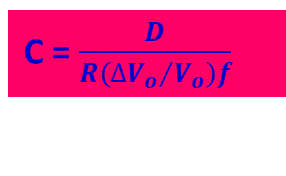 C = D / R(ΔVₒ/Vₒ)f